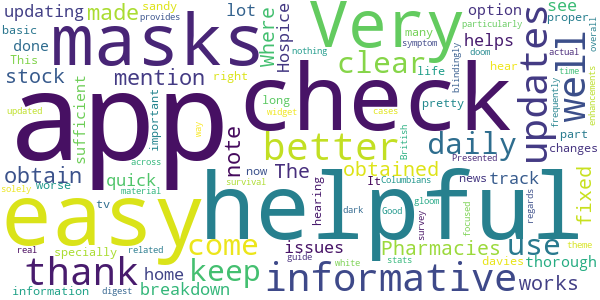 updating made lot Where Hospice option see proper
sandy provides many particularly
basic done mention helps symptom actual
masks Very updates well
This stock right clear life nothing blindingly frequently overall
app check
hear doom time enhancements
sufficient important long pretty part
updated widget cases
better daily changes
obtain quick note The obtained now British It news track fixed
way across worse
solely
easy helpful
survival Columbians
material tv hearing dark Good gloom focused regards
come issues Pharmacies use
real specially related survey Presented
thank home keep guide white stats davies thorough theme
informative works
information digest breakdown